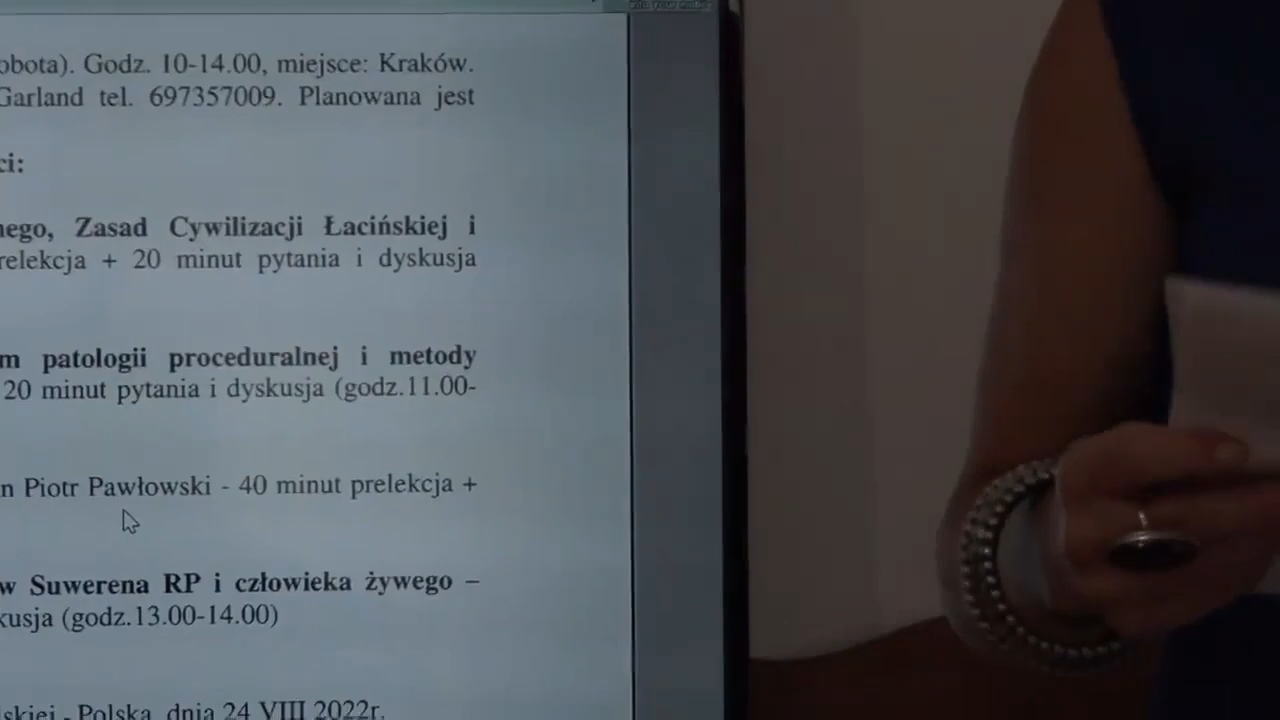 obota). Godz. 10-14.00, miejsce: Kraków.
Garland tel. 697357009. Planowana jest
ci:
nego, Zasad Cywilizacji Łacińskiej i
relekcja + 20 minut pytania i dyskusja
m patologii proceduralnej i metody
20 minut pytania i dyskusja (godz.11.00-
n Piotr Pawłowski - 40 minut prelekcja +
w Suwerena RP i człowieka żywego –
kusja (godz.13.00-14.00)
lskiej - Polska, dnia 24 VIII 2022r.